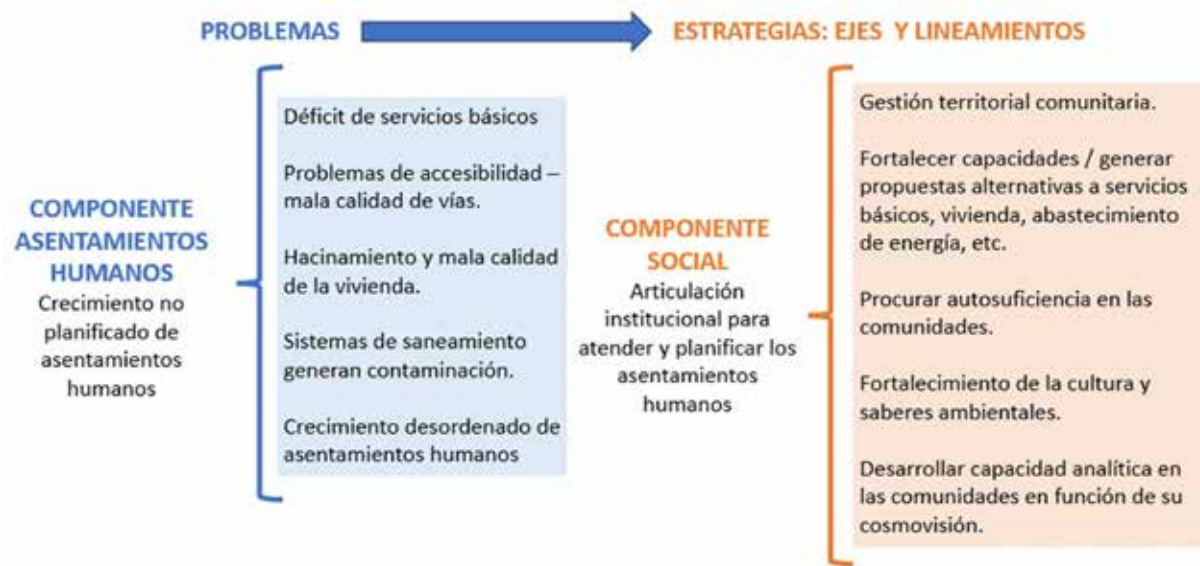 PROBLEMAS
ESTRATEGIAS: EJES Y LINEAMIENTOS
COMPONENTE
ASENTAMIENTOS
HUMANOS
Crecimiento no
planificado de
asentamientos
humanos
Déficit de servicios básicos
Problemas de accesibilidad –
mala calidad de vías.
Hacinamiento y mala calidad
de la vivienda.
Sistemas de saneamiento
generan contaminación.
Crecimiento desordenado de
asentamientos humanos
COMPONENTE
SOCIAL
Articulación
institucional para
atender y planificar los
asentamientos
humanos
Gestión territorial comunitaria.
Fortalecer capacidades / generar
propuestas alternativas a servicios
básicos, vivienda, abastecimiento
de energía, etc.
Procurar autosuficiencia en las
comunidades.
Fortalecimiento de la cultura y
saberes ambientales.
Desarrollar capacidad analítica en
las comunidades en función de su
cosmovisión.